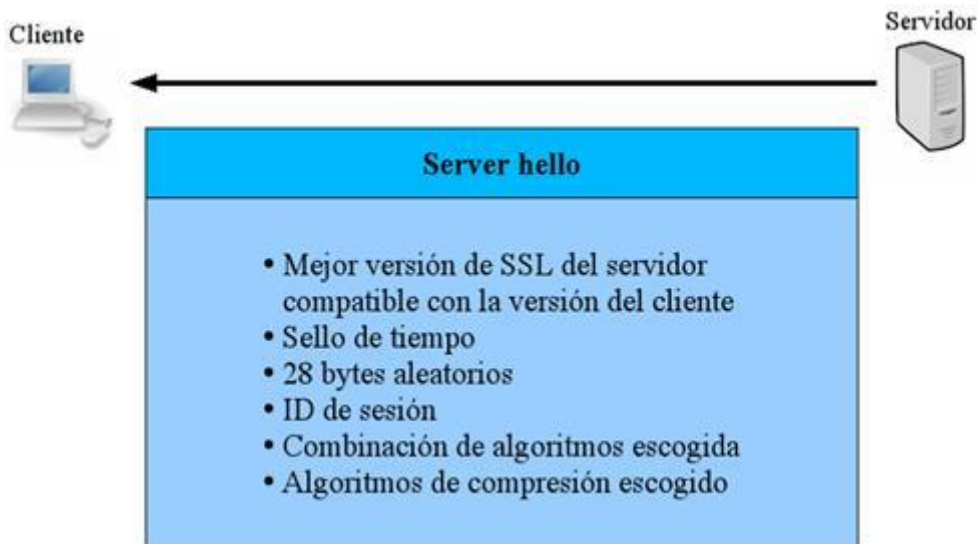 Cliente
Servidor
Server hello
• Mejor versión de SSL del servidor
compatible con la versión del cliente
• Sello de tiempo
• 28 bytes aleatorios
• ID de sesión
• Combinación de algoritmos escogida
• Algoritmos de compresión escogido